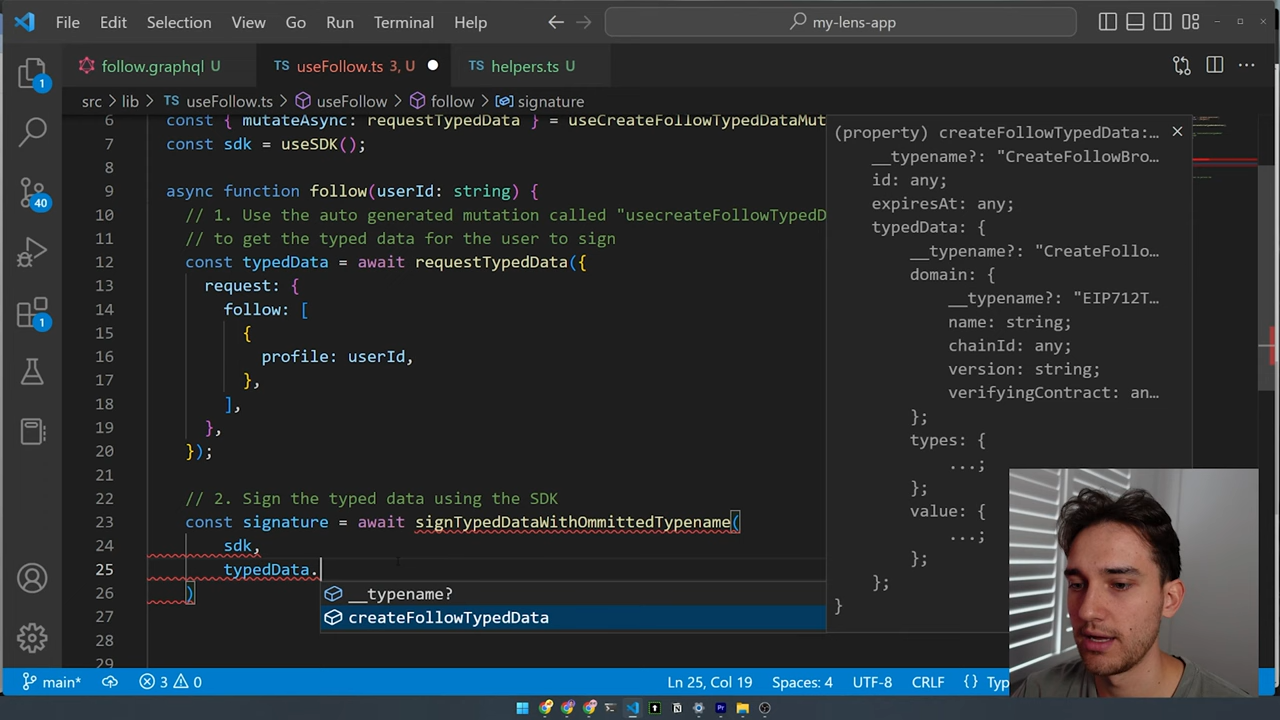 File Edit Selection View Go Run Terminal Help my-lens-app
follow.graphql U TS useFollow.ts 3, U TS helpers.ts U
src > lib > TS useFollow.ts > useFollow > follow > signature
6 const { mutateAsync: requestTypedData } = useCreateFollowTypedDataMut
7 const sdk = useSDK();
8
9 async function follow(userId: string) {
10 // 1. Use the auto generated mutation called "usecreateFollowTypedD
11 // to get the typed data for the user to sign
12 const typedData = await requestTypedData({
13 request: {
14 follow: [
15 {
16 profile: userId,
17 },
18 ],
19 },
20 });
21
22 // 2. Sign the typed data using the SDK
23 const signature = await signTypedDataWithOmmittedTypename(
24 sdk,
25 typedData.
26 )
27
28
29
__typename?
createFollowTypedData
(property) createFollowTypedData:...
__typename?: "CreateFollowBro...
id: any;
expiresAt: any;
typedData: {
__typename?: "CreateFollo...
domain: {
__typename?: "EIP712T...
name: string;
chainId: any;
version: string;
verifyingContract: an...
};
types: {
...;
};
value: {
...;
};
};
}
1
40
1
main* 3 0 Ln 25, Col 19 Spaces: 4 UTF-8 CRLF {} Typ